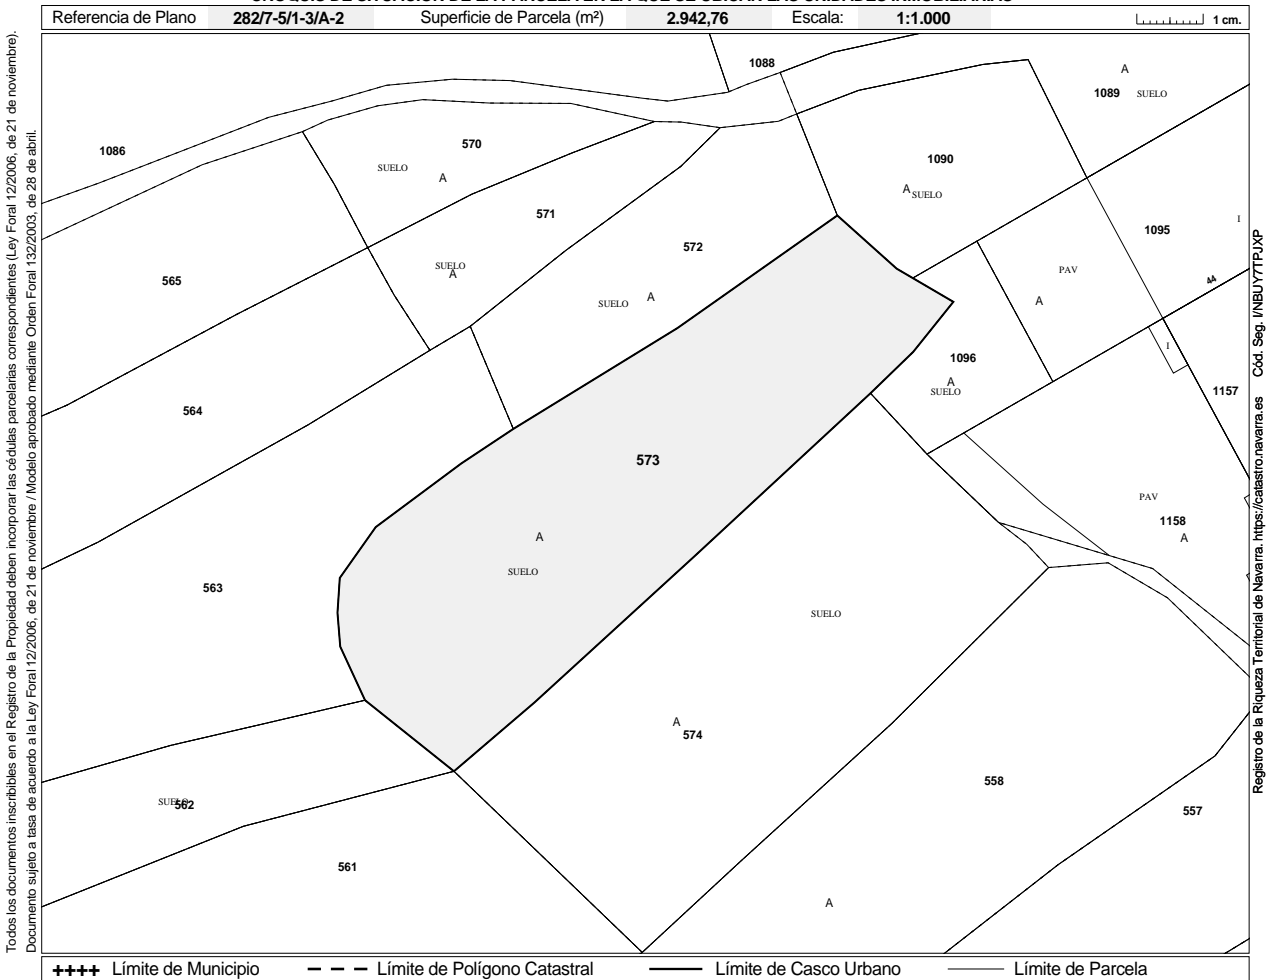 Referencia de Plano 282/7-5/1-3/A-2 Superficie de Parcela (m²) 2.942,76 Escala: 1:1.000 1 cm.
1088
A
1089 SUELO
1086
570
SUELO
A
1090
A SUELO
571
572
I
1095
SUELO
A
PAV
565
44
SUELO A
A
I
1096
A
SUELO
1157
564
573
PAV
1158
A
A
SUELO
563
SUELO
A
574
558
SUELO
562
557
561
A
++++ Límite de Municipio Límite de Polígono Catastral Límite de Casco Urbano Límite de Parcela
Todos los documentos inscribibles en el Registro de la Propiedad deben incorporar las cédulas parcelarias correspondientes (Ley Foral 12/2006, de 21 de noviembre).
Documento sujeto a tasa de acuerdo a la Ley Foral 12/2006, de 21 de noviembre / Modelo aprobado mediante Orden Foral 132/2003, de 28 de abril.
Registro de la Riqueza Territorial de Navarra. https://catastro.navarra.es Cód. Seg. I/NBUY7TPJXP